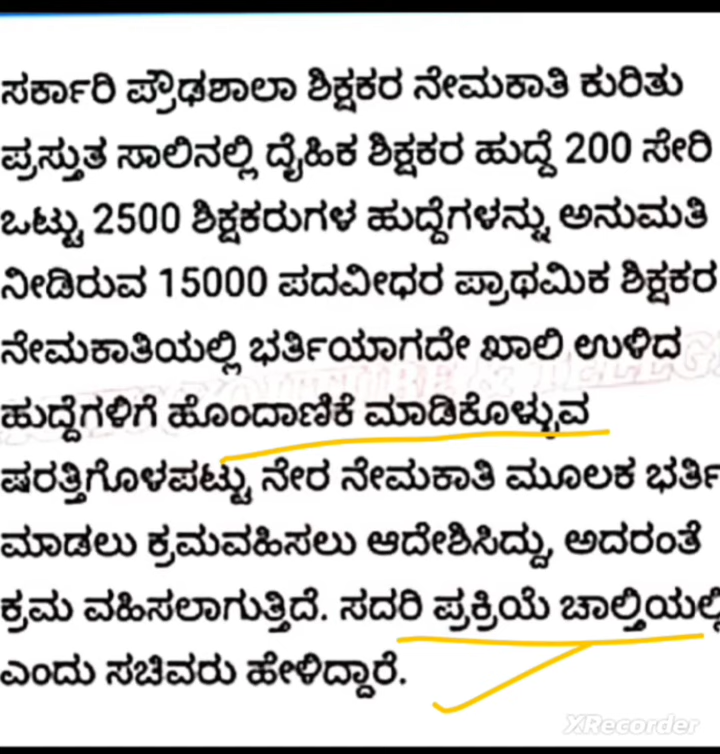 ಸರ್ಕಾರಿ ಪ್ರೌಢಶಾಲಾ ಶಿಕ್ಷಕರ ನೇಮಕಾತಿ ಕುರಿತು
ಪ್ರಸ್ತುತ ಸಾಲಿನಲ್ಲಿ ದೈಹಿಕ ಶಿಕ್ಷಕರ ಹುದ್ದೆ 200 ಸೇರಿ
ಒಟ್ಟು 2500 ಶಿಕ್ಷಕರುಗಳ ಹುದ್ದೆಗಳನ್ನು ಅನುಮತಿ
ನೀಡಿರುವ 15000 ಪದವೀಧರ ಪ್ರಾಥಮಿಕ ಶಿಕ್ಷಕರ
ನೇಮಕಾತಿಯಲ್ಲಿ ಭರ್ತಿಯಾಗದೇ ಖಾಲಿ ಉಳಿದ
ಹುದ್ದೆಗಳಿಗೆ ಹೊಂದಾಣಿಕೆ ಮಾಡಿಕೊಳ್ಳುವ
ಷರತ್ತಿಗೊಳಪಟ್ಟು ನೇರ ನೇಮಕಾತಿ ಮೂಲಕ ಭರ್ತಿ
ಮಾಡಲು ಕ್ರಮವಹಿಸಲು ಆದೇಶಿಸಿದ್ದು, ಅದರಂತೆ
ಕ್ರಮ ವಹಿಸಲಾಗುತ್ತಿದೆ. ಸದರಿ ಪ್ರಕ್ರಿಯೆ ಚಾಲ್ತಿಯಲ್ಲಿ
ಎಂದು ಸಚಿವರು ಹೇಳಿದ್ದಾರೆ.
XRecorder